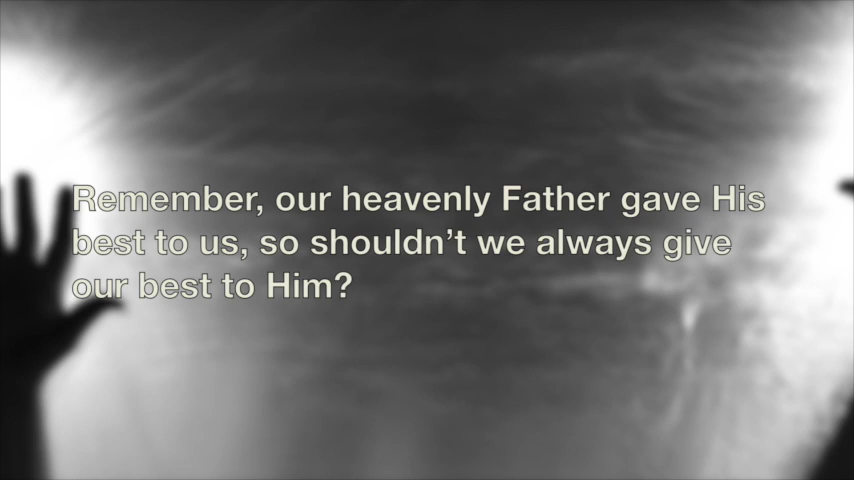 Remember, our heavenly Father gave His
best to us, so shouldn’t we always give
our best to Him?